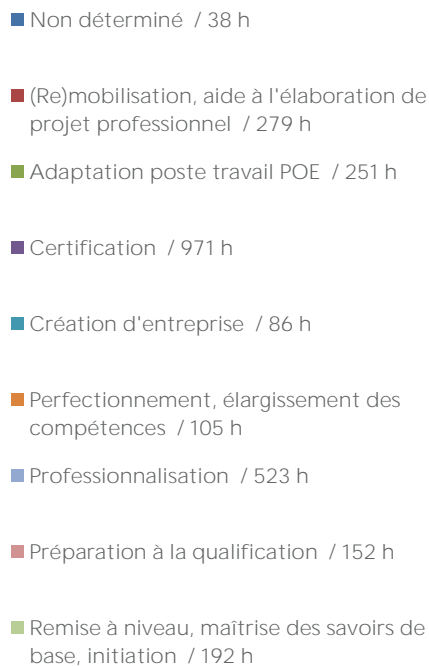 Non déterminé / 38 h
(Re)mobilisation, aide à l'élaboration de
projet professionnel / 279 h
Adaptation poste travail POE / 251 h
Certification / 971 h
Création d'entreprise / 86 h
Perfectionnement, élargissement des
compétences / 105 h
Professionnalisation / 523 h
Préparation à la qualification / 152 h
Remise à niveau, maîtrise des savoirs de
base, initiation / 192 h